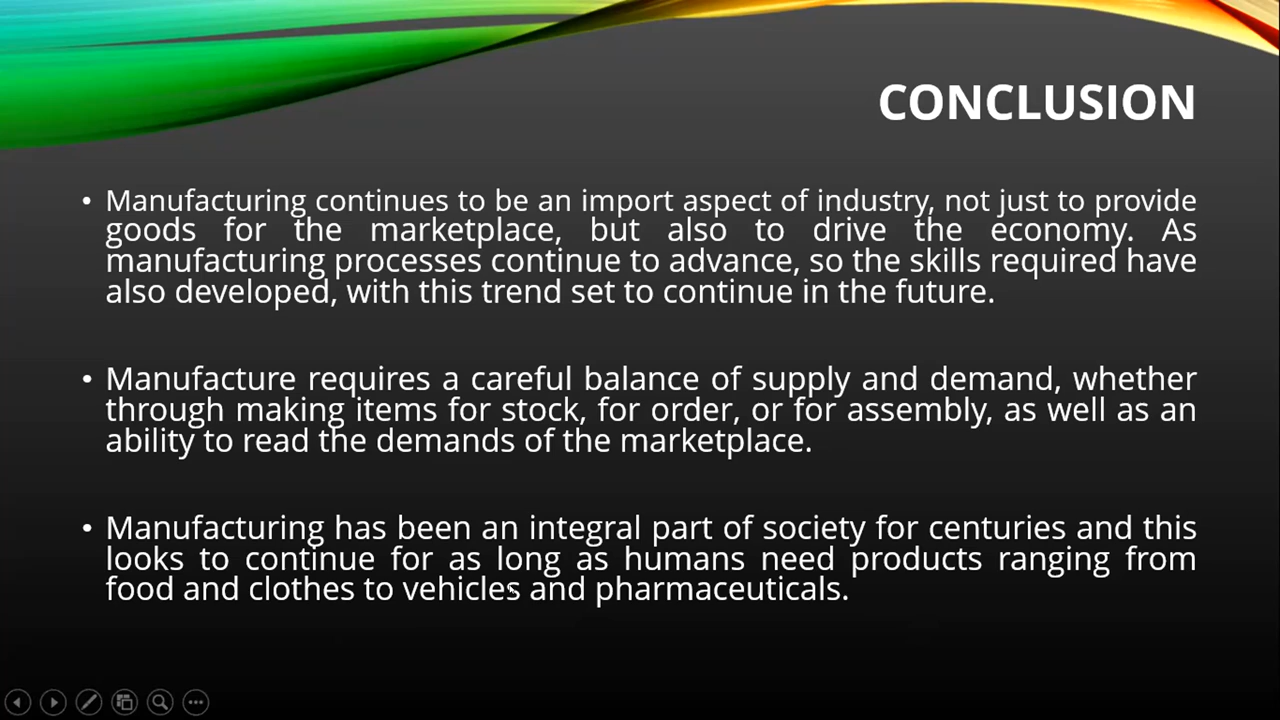 CONCLUSION
• Manufacturing continues to be an import aspect of industry, not just to provide
goods for the marketplace, but also to drive the economy. As
manufacturing processes continue to advance, so the skills required have
also developed, with this trend set to continue in the future.
• Manufacture requires a careful balance of supply and demand, whether
through making items for stock, for order, or for assembly, as well as an
ability to read the demands of the marketplace.
• Manufacturing has been an integral part of society for centuries and this
looks to continue for as long as humans need products ranging from
food and clothes to vehicles and pharmaceuticals.